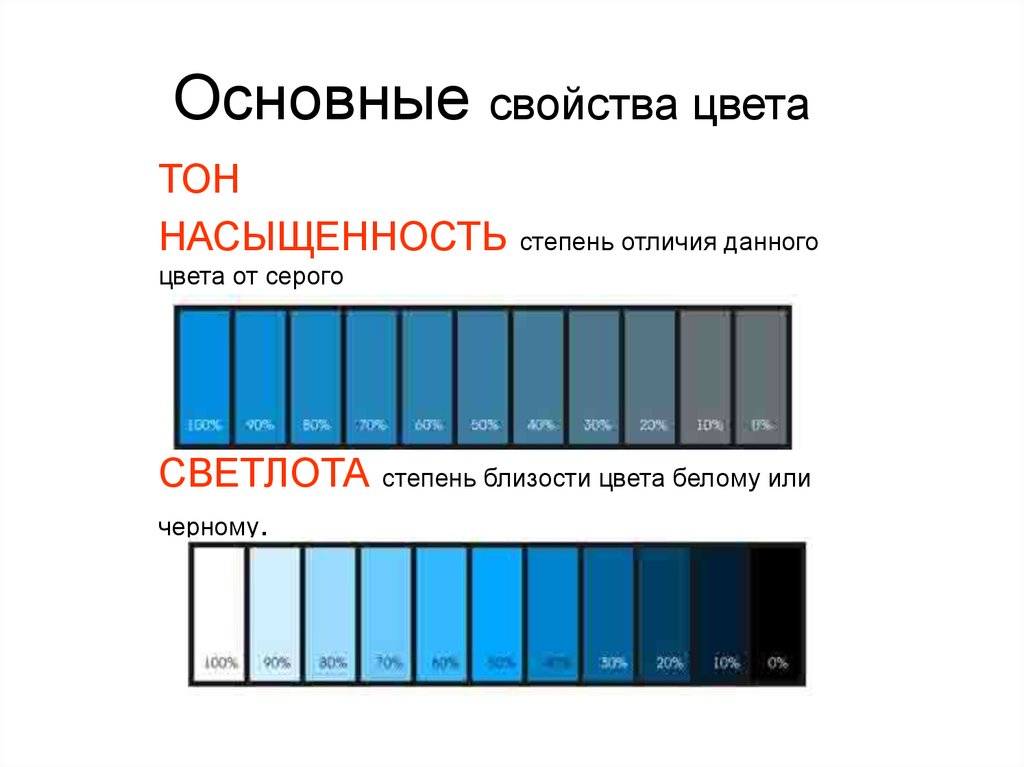 Основные свойства цвета
ТОН
НАСЫЩЕННОСТЬ степень отличия данного
цвета от серого
100% 90% 80% 70% 60% 50% 40% 30% 20% 10% 0%
СВЕТЛОТА степень близости цвета белому или
черному.
100% 90% 80% 70% 60% 50% 40% 30% 20% 10% 0%